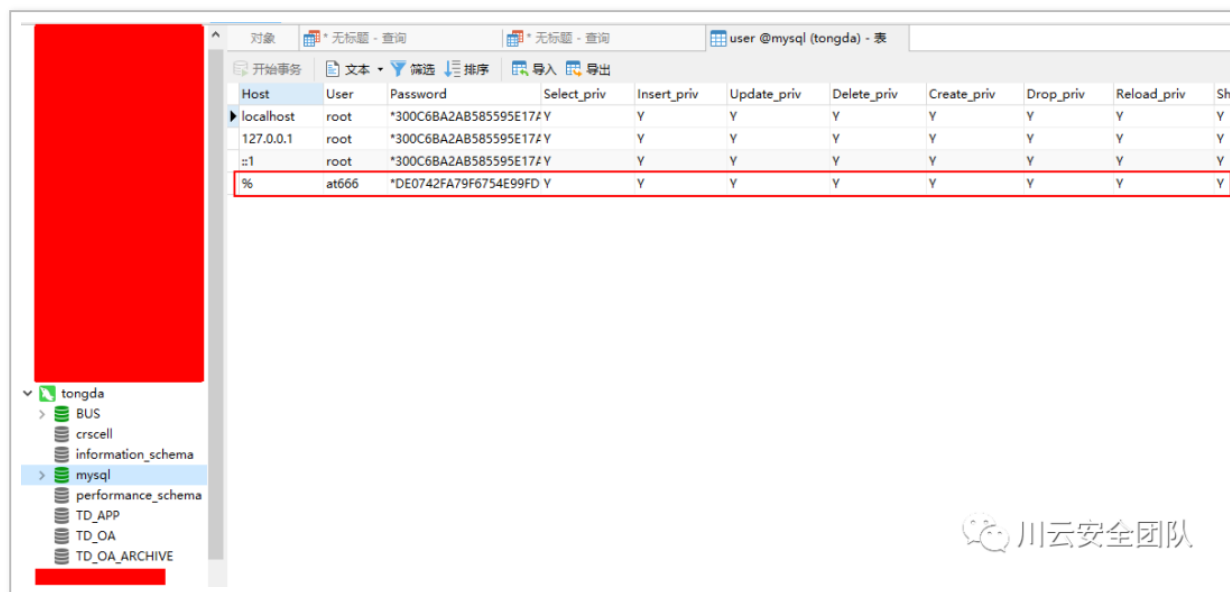 对象 * 无标题 - 查询 * 无标题 - 查询 user @mysql (tongda) - 表
开始事务 文本 筛选 排序 导入 导出
Host User Password Select_priv Insert_priv Update_priv Delete_priv Create_priv Drop_priv Reload_priv Sh
localhost root *300C6BA2AB585595E17A Y Y Y Y Y Y Y Y
127.0.0.1 root *300C6BA2AB585595E17A Y Y Y Y Y Y Y Y
::1 root *300C6BA2AB585595E17A Y Y Y Y Y Y Y Y
% at666 *DE0742FA79F6754E99FD Y Y Y Y Y Y Y Y
tongda
BUS
crscell
information_schema
mysql
performance_schema
TD_APP
TD_OA
TD_OA_ARCHIVE
川云安全团队